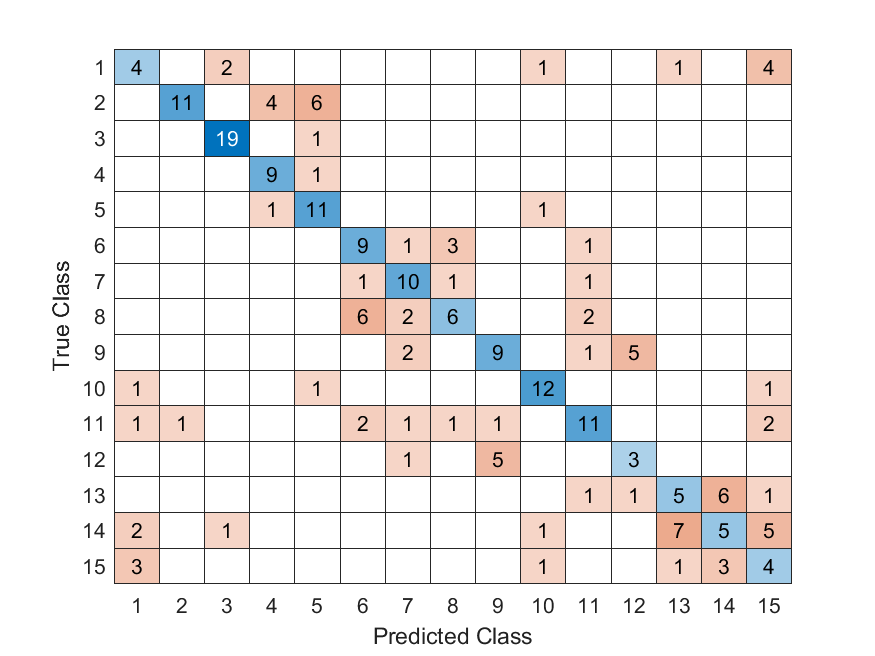 1 4 2 1 1 4
2 11 4 6
3 19 1
4 9 1
5 1 11 1
6 9 1 3 1
7 1 10 1 1
8 6 2 6 2
9 2 9 1 5
10 1 1 12 1
11 1 1 2 1 1 1 11 2
12 1 5 3
13 1 1 5 6 1
14 2 1 1 7 5 5
15 3 1 1 3 4
1 2 3 4 5 6 7 8 9 10 11 12 13 14 15
Predicted Class
True Class